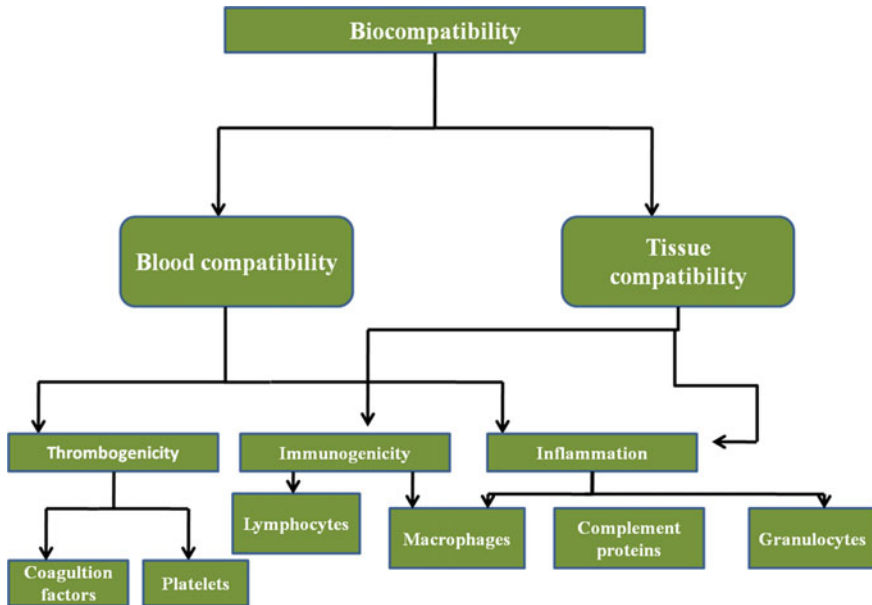 Biocompatibility
Blood compatibility
Tissue
compatibility
Thrombogenicity
Immunogenicity
Inflammation
Lymphocytes
Macrophages
Complement
proteins
Granulocytes
Coagultion
factors
Platelets